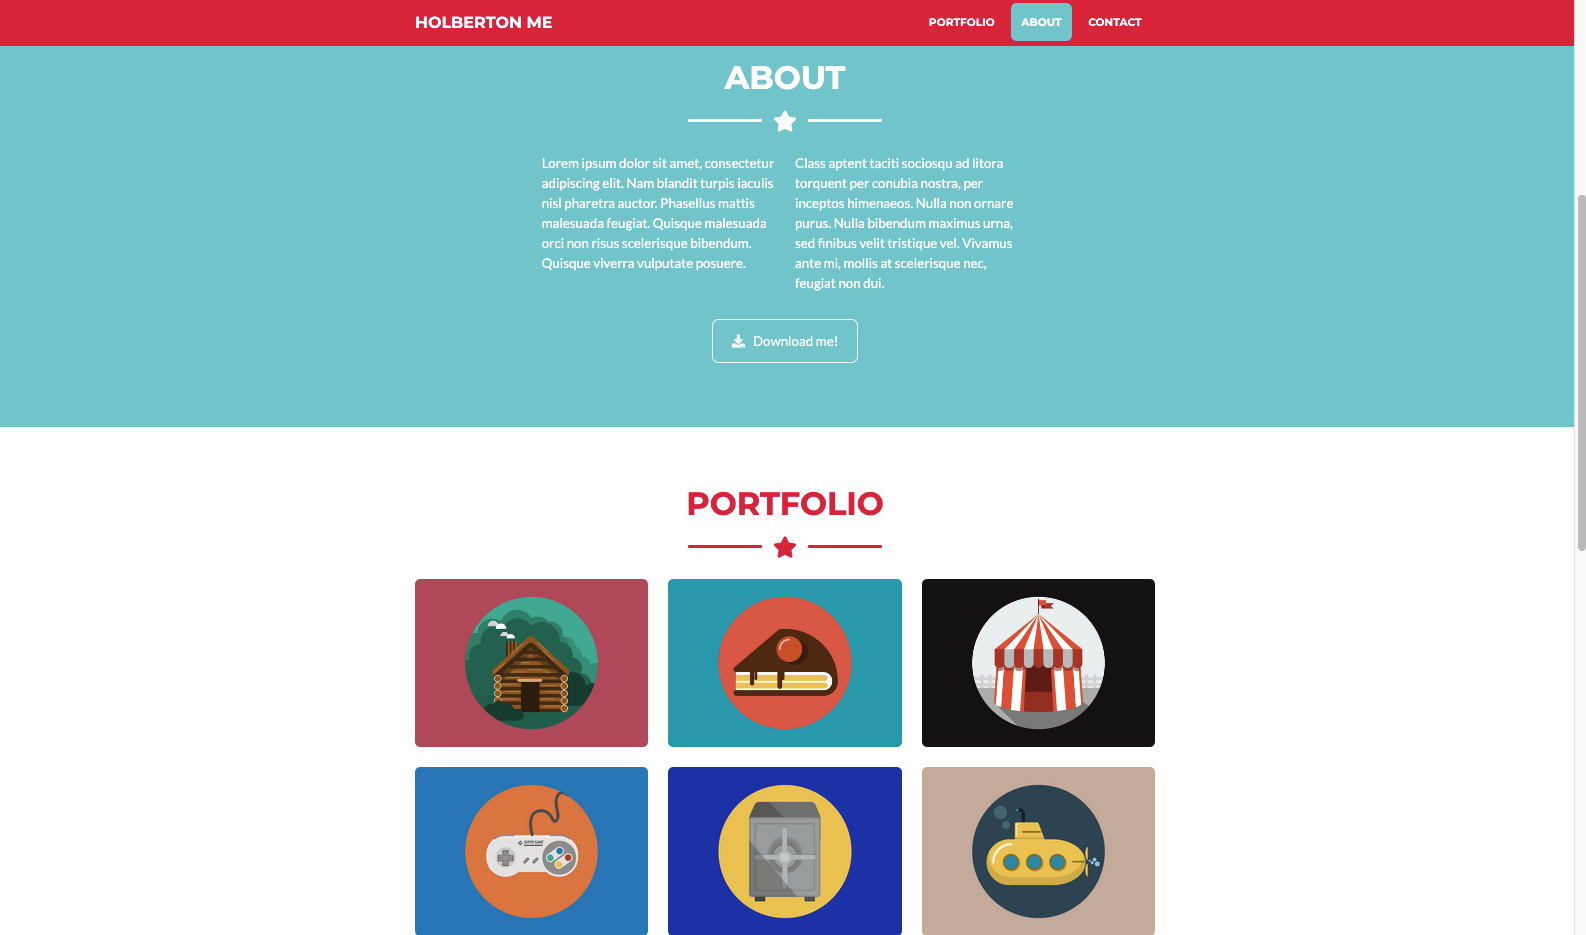 HOLBERTON ME
PORTFOLIO
ABOUT
CONTACT
ABOUT
Lorem ipsum dolor sit amet, consectetur
adipiscing elit. Nam blandit turpis iaculis
nisl pharetra auctor. Phasellus mattis
malesuada feugiat. Quisque malesuada
orci non risus scelerisque bibendum.
Quisque viverra vulputate posuere.
Class aptent taciti sociosqu ad litora
torquent per conubia nostra, per
inceptos himenaeos. Nulla non ornare
purus. Nulla bibendum maximus urna,
sed finibus velit tristique vel. Vivamus
ante mi, mollis at scelerisque nec,
feugiat non dui.
Download me!
PORTFOLIO
SUPER GAME